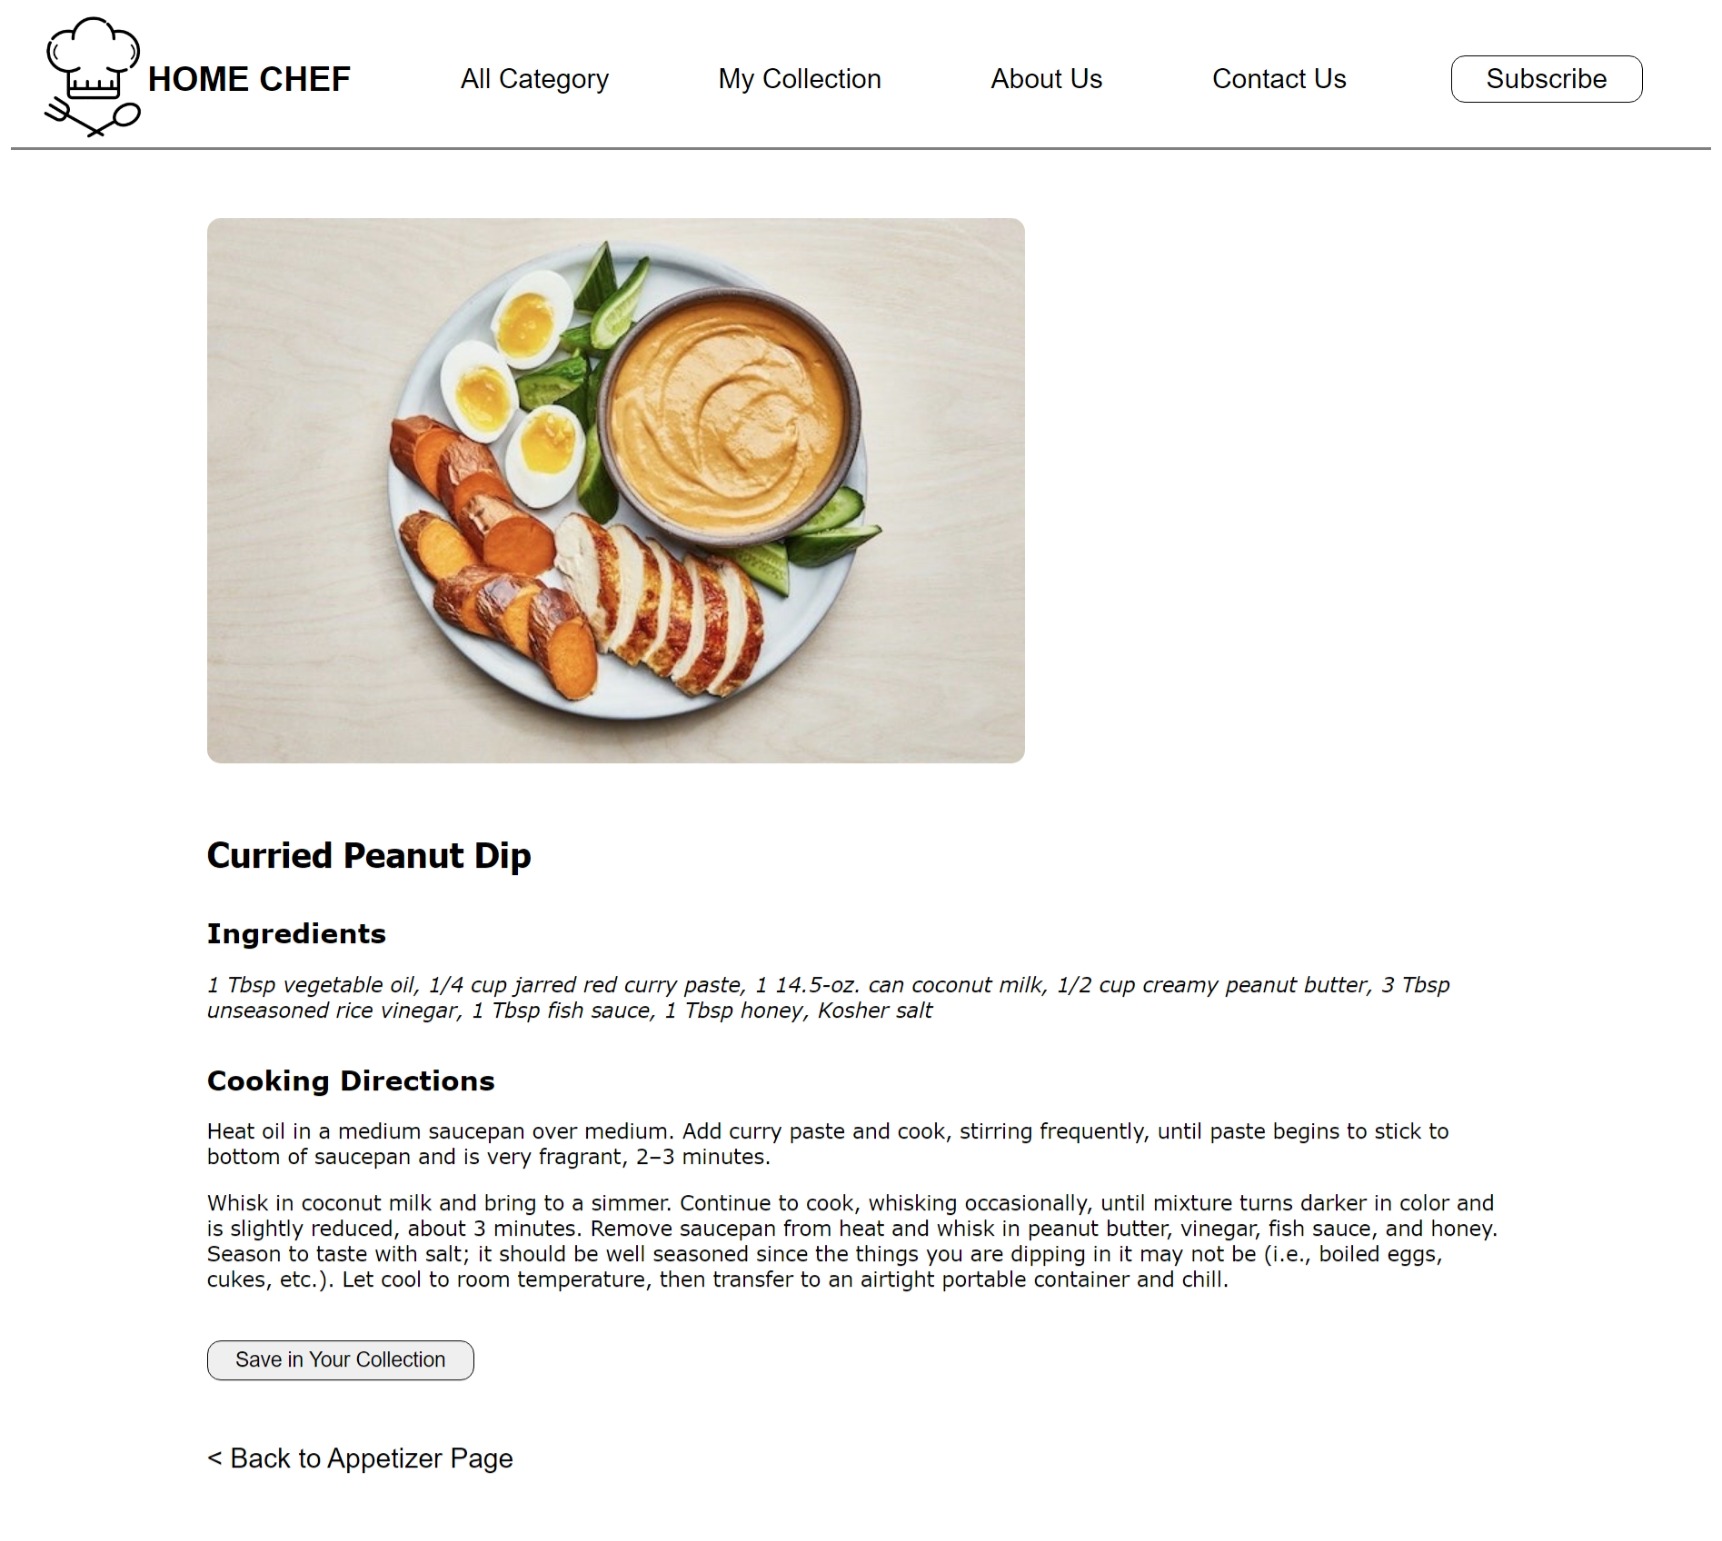 HOME CHEF
All Category
My Collection
About Us
Contact Us
Subscribe
Curried Peanut Dip
Ingredients
1 Tbsp vegetable oil, 1/4 cup jarred red curry paste, 1 14.5-oz. can coconut milk, 1/2 cup creamy peanut butter, 3 Tbsp
unseasoned rice vinegar, 1 Tbsp fish sauce, 1 Tbsp honey, Kosher salt
Cooking Directions
Heat oil in a medium saucepan over medium. Add curry paste and cook, stirring frequently, until paste begins to stick to
bottom of saucepan and is very fragrant, 2–3 minutes.
Whisk in coconut milk and bring to a simmer. Continue to cook, whisking occasionally, until mixture turns darker in color and
is slightly reduced, about 3 minutes. Remove saucepan from heat and whisk in peanut butter, vinegar, fish sauce, and honey.
Season to taste with salt; it should be well seasoned since the things you are dipping in it may not be (i.e., boiled eggs,
cukes, etc.). Let cool to room temperature, then transfer to an airtight portable container and chill.
Save in Your Collection
< Back to Appetizer Page